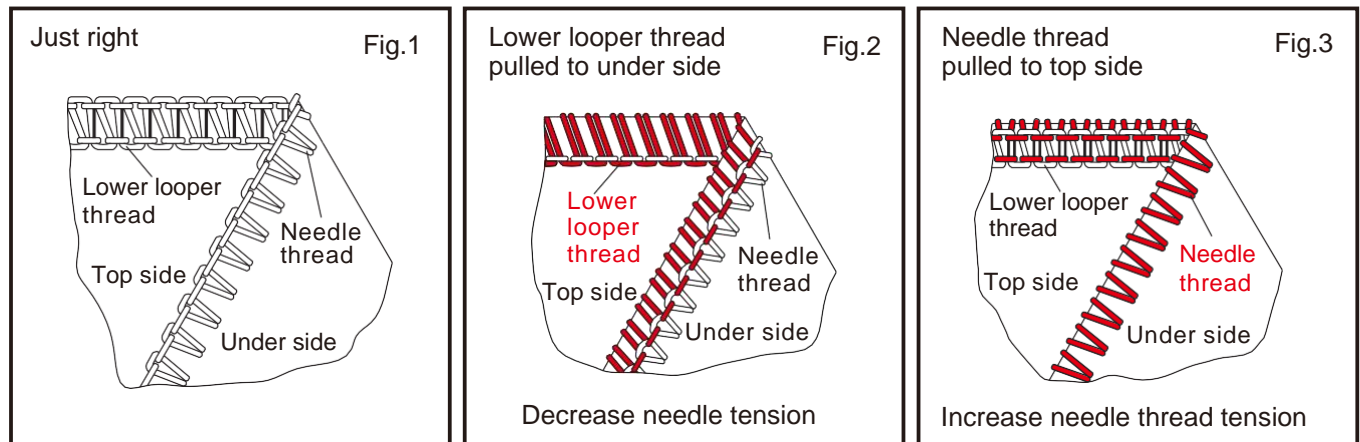 Just right
Fig.1
Lower looper
thread
Needle
thread
Top side
Under side
Lower looper thread
pulled to under side
Fig.2
Lower
looper
thread
Needle
thread
Top side
Under side
Decrease needle tension
Needle thread
pulled to top side
Fig.3
Lower looper
thread
Needle
thread
Top side
Under side
Increase needle thread tension